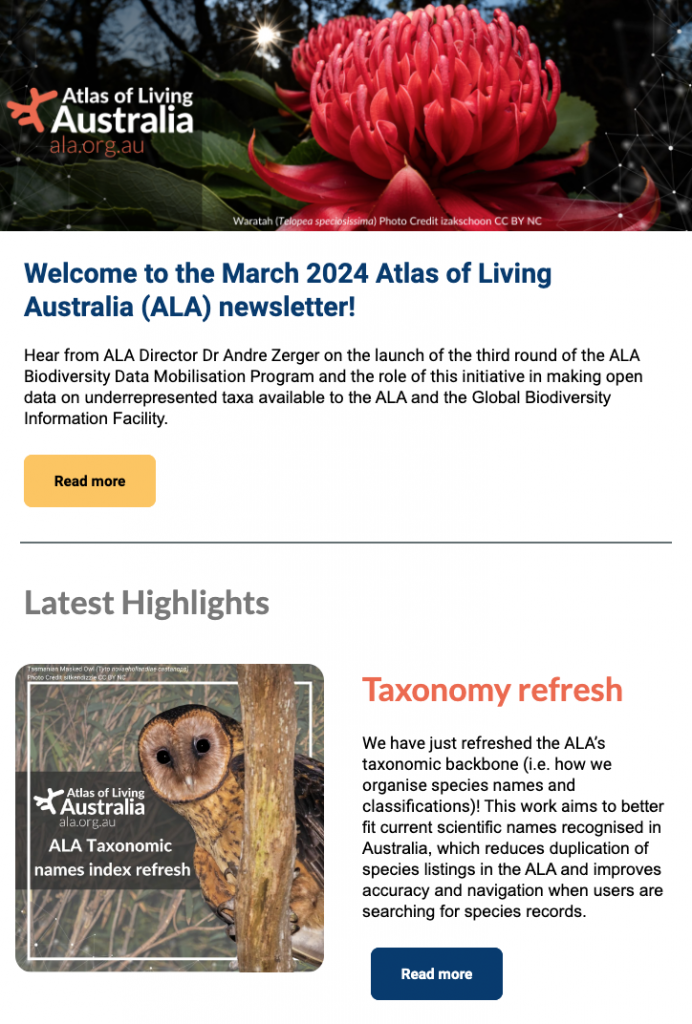 Atlas of Living
Australia
ala.org.au
Waratah (Telopea speciosissima) Photo Credit izakschoon CC BY NC
Welcome to the March 2024 Atlas of Living
Australia (ALA) newsletter!
Hear from ALA Director Dr Andre Zerger on the launch of the third round of the ALA
Biodiversity Data Mobilisation Program and the role of this initiative in making open
data on underrepresented taxa available to the ALA and the Global Biodiversity
Information Facility.
Read more
Latest Highlights
Tasmanian Masked Owl (Tyto novaehollandiae castanops)
Photo Credit CC BY NC
Atlas of Living
Australia
ala.org.au
ALA Taxonomic
names index refresh
Taxonomy refresh
We have just refreshed the ALA’s
taxonomic backbone (i.e. how we
organise species names and
classifications)! This work aims to better
fit current scientific names recognised in
Australia, which reduces duplication of
species listings in the ALA and improves
accuracy and navigation when users are
searching for species records.
Read more